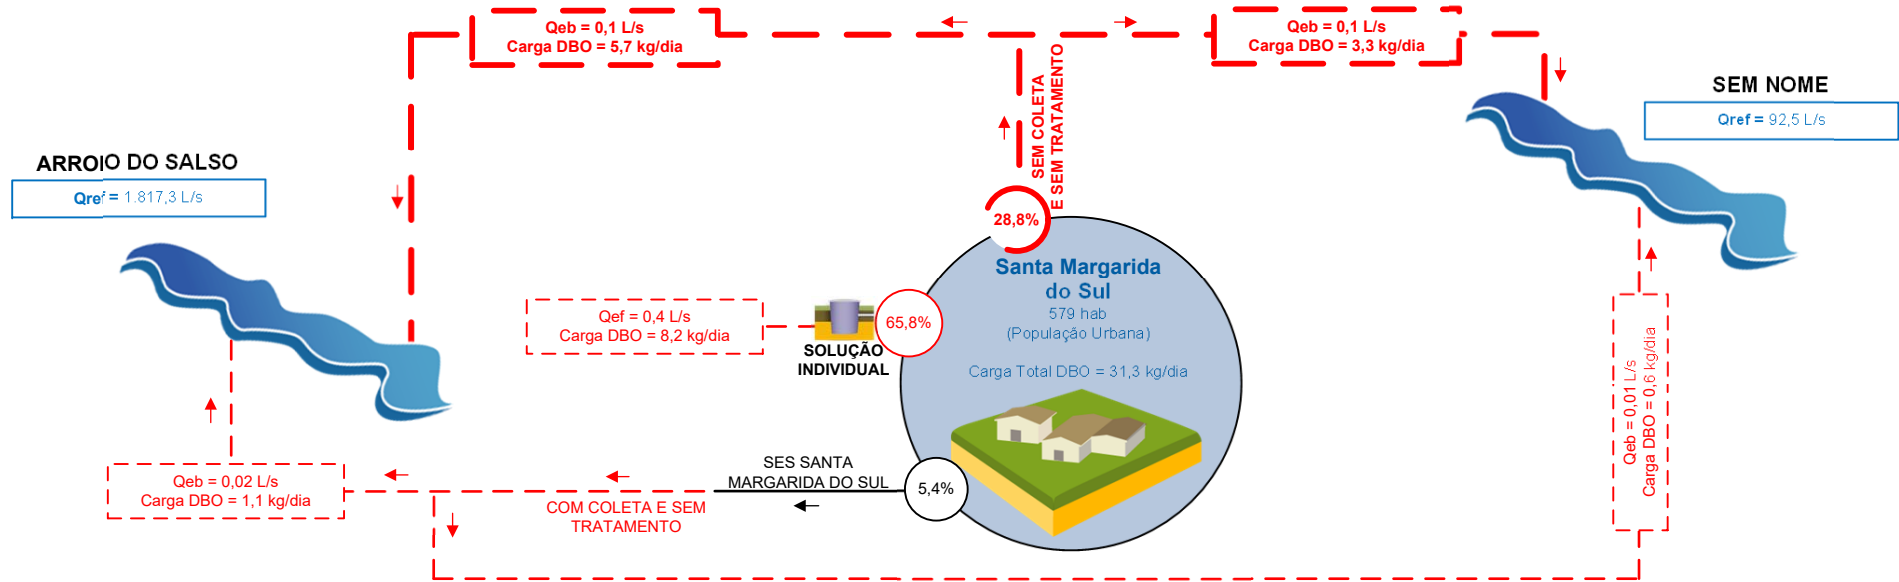 Qeb = 0,1 L/s
Carga DBO = 5,7 kg/dia
Qeb = 0,1 L/s
Carga DBO = 3,3 kg/dia
SEM COLETA
E SEM TRATAMENTO
SEM NOME
Qref = 92,5 L/s
ARROIO DO SALSO
Qref = 1.817,3 L/s
28,8%
Santa Margarida
do Sul
579 hab
(População Urbana)
Carga Total DBO = 31,3 kg/dia
Qef = 0,4 L/s
Carga DBO = 8,2 kg/dia
65,8%
SOLUÇÃO
INDIVIDUAL
Qeb = 0,01 L/s
Carga DBO = 0,6 kg/dia
SES SANTA
MARGARIDA DO SUL
5,4%
Qeb = 0,02 L/s
Carga DBO = 1,1 kg/dia
COM COLETA E SEM
TRATAMENTO